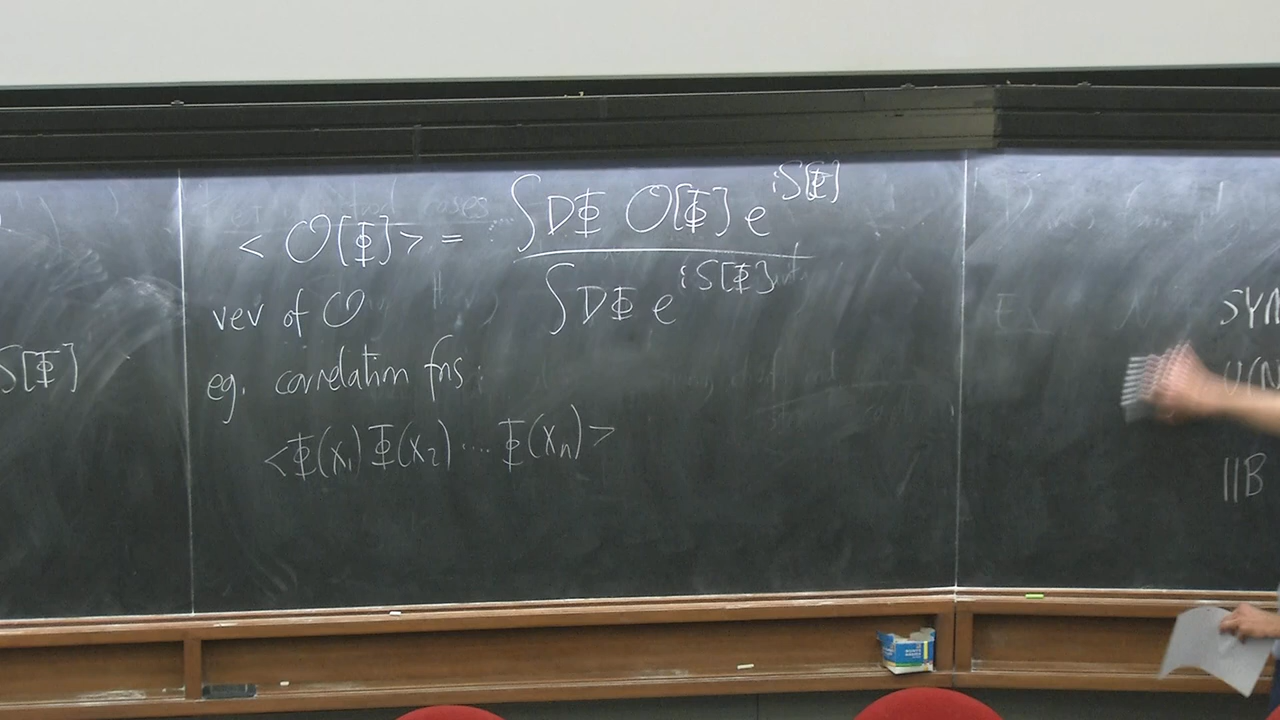 S[Φ]
< O[Φ] > = ∫DΦ O[Φ] e^{iS[Φ]} / ∫DΦ e^{iS[Φ]}
vev of O
eg. correlation fns:
<Φ(x₁) Φ(x₂) .... Φ(xₙ)>
SYM
U(N
IIB